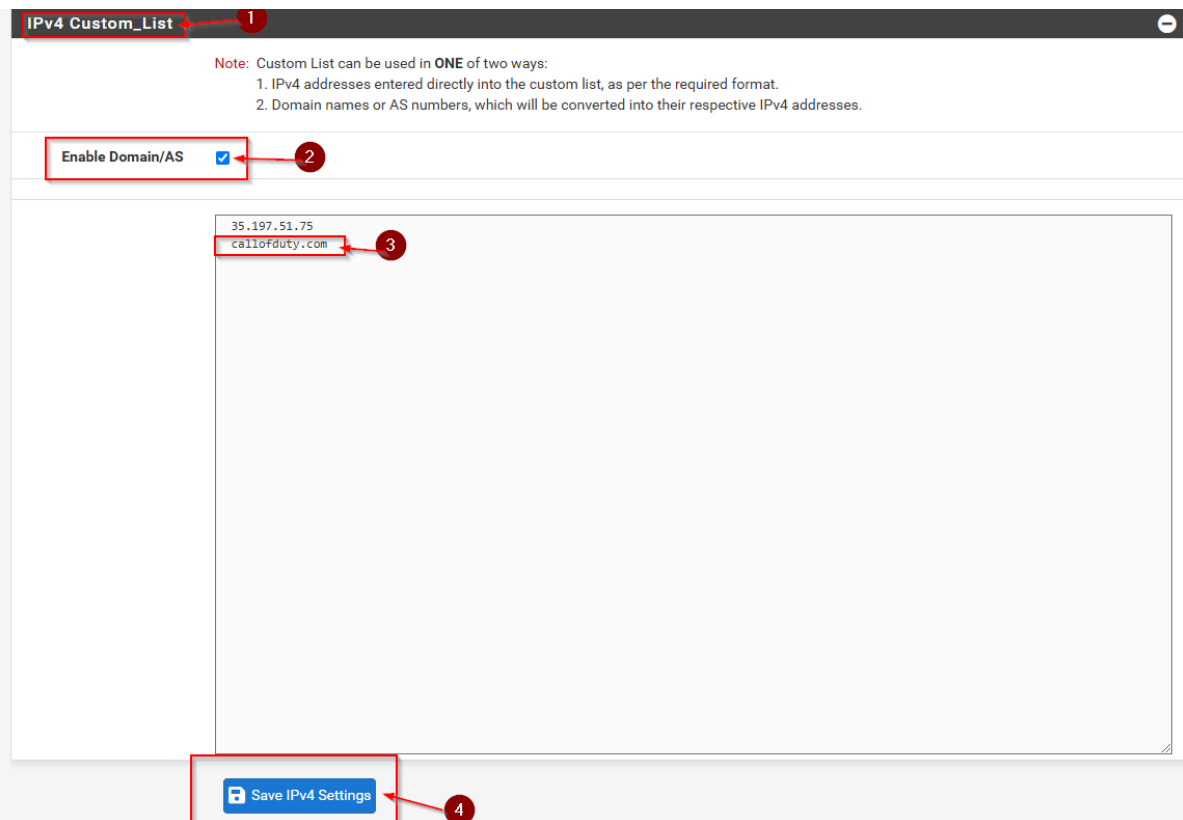 IPv4 Custom_List
1
Note: Custom List can be used in ONE of two ways:
1. IPv4 addresses entered directly into the custom list, as per the required format.
2. Domain names or AS numbers, which will be converted into their respective IPv4 addresses.
Enable Domain/AS
2
35.197.51.75
callofduty.com
3
Save IPv4 Settings
4